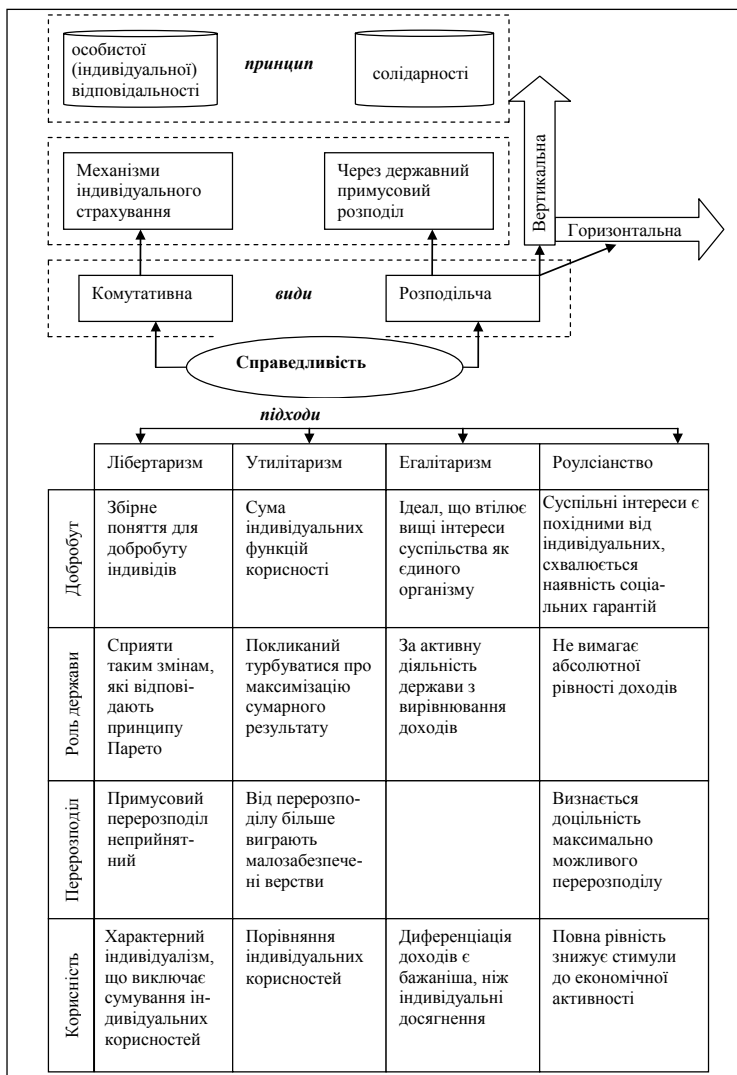 особистої
(індивідуальної)
відповідальності
принцип
солідарності
Механізми
індивідуального
страхування
Через державний
примусовий
розподіл
Вертикальна
Горизонтальна
Комутативна
види
Розподільча
Справедливість
підходи
Лібертаризм
Утилітаризм
Егалітаризм
Роулсіанство
Добробут
Збірне
поняття для
добробуту
індивідів
Сума
індивідуальних
функцій
корисності
Ідеал, що втілює
вищі інтереси
суспільства як
єдиного
організму
Суспільні інтереси є
похідними від
індивідуальних,
схвалюється
наявність соціа-
льних гарантій
Роль держави
Сприяти
таким змінам,
які відпові-
дають
принципу
Парето
Покликаний
турбуватися про
максимізацію
сумарного
результату
За активну
діяльність
держави з
вирівнювання
доходів
Не вимагає
абсолютної
рівності доходів
Перерозподіл
Примусовий
перерозподіл
неприйнят-
ний
Від перерозпо-
ділу більше
виграють
малозабезпече-
ні верстви
Визнається
доцільність
максимально
можливого
перерозподілу
Корисність
Характерний
індивідуалізм,
що виключає
сумування ін-
дивідуальних
корисностей
Порівняння
індивідуальних
корисностей
Диференціація
доходів є
бажаніша, ніж
індивідуальні
досягнення
Повна рівність
знижує стимули
до економічної
активності